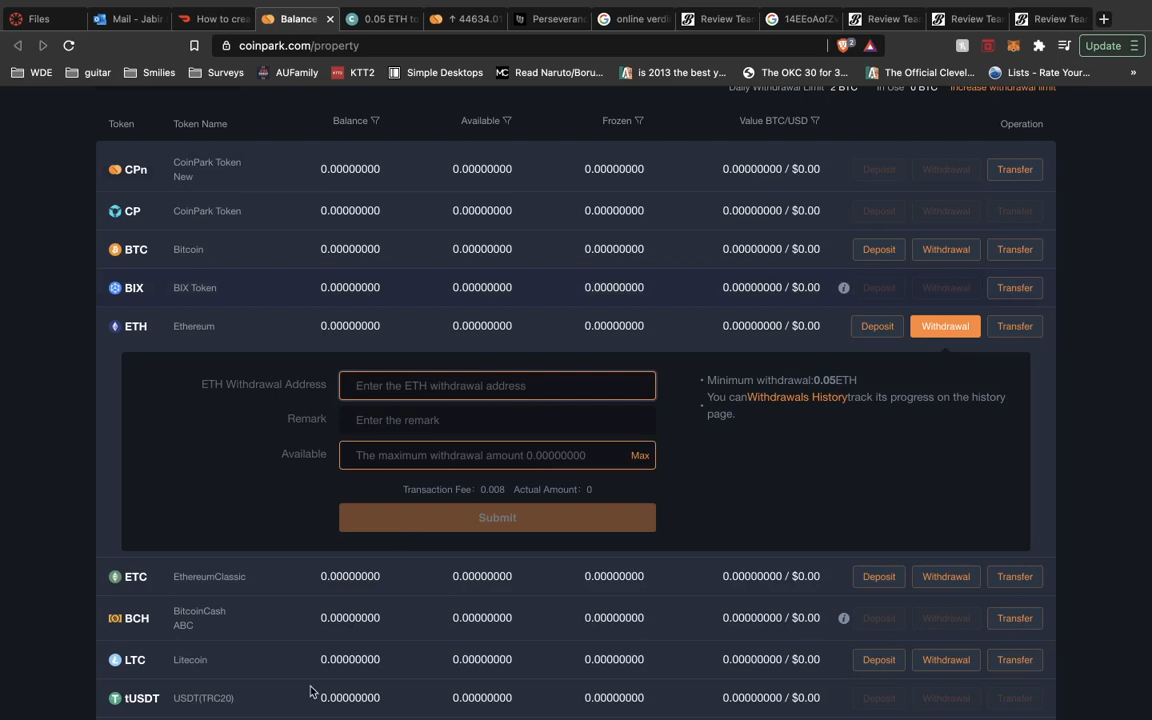 Files
Mail - Jabir
How to crea
Balance
0.05 ETH to
↑ 44634.01
Perseveranc
online verdi
Review Team
14EEoAofZv
Review Team
Review Team
Review Team
coinpark.com/property
2
Update
WDE
guitar
Smilies
Surveys
AUFamily
KTT2
Simple Desktops
Read Naruto/Boru...
is 2013 the best y...
The OKC 30 for 3...
The Official Clevel...
Lists - Rate Your...
»
Daily Withdrawal Limit 2 BTC In Use 0 BTC Increase withdrawal limit
Token Token Name Balance Available Frozen Value BTC/USD Operation
CPn CoinPark Token New 0.00000000 0.00000000 0.00000000 0.00000000 / $0.00 Deposit Withdrawal Transfer
CP CoinPark Token 0.00000000 0.00000000 0.00000000 0.00000000 / $0.00 Deposit Withdrawal Transfer
BTC Bitcoin 0.00000000 0.00000000 0.00000000 0.00000000 / $0.00 Deposit Withdrawal Transfer
BIX BIX Token 0.00000000 0.00000000 0.00000000 0.00000000 / $0.00 Deposit Withdrawal Transfer
ETH Ethereum 0.00000000 0.00000000 0.00000000 0.00000000 / $0.00 Deposit Withdrawal Transfer
ETH Withdrawal Address Enter the ETH withdrawal address
Remark Enter the remark
Available The maximum withdrawal amount 0.00000000 Max
Transaction Fee: 0.008 Actual Amount: 0
Submit
• Minimum withdrawal:0.05ETH
• You canWithdrawals Historytrack its progress on the history
page.
ETC EthereumClassic 0.00000000 0.00000000 0.00000000 0.00000000 / $0.00 Deposit Withdrawal Transfer
BCH BitcoinCash ABC 0.00000000 0.00000000 0.00000000 0.00000000 / $0.00 Deposit Withdrawal Transfer
LTC Litecoin 0.00000000 0.00000000 0.00000000 0.00000000 / $0.00 Deposit Withdrawal Transfer
tUSDT USDT(TRC20) 0.00000000 0.00000000 0.00000000 0.00000000 / $0.00 Deposit Withdrawal Transfer